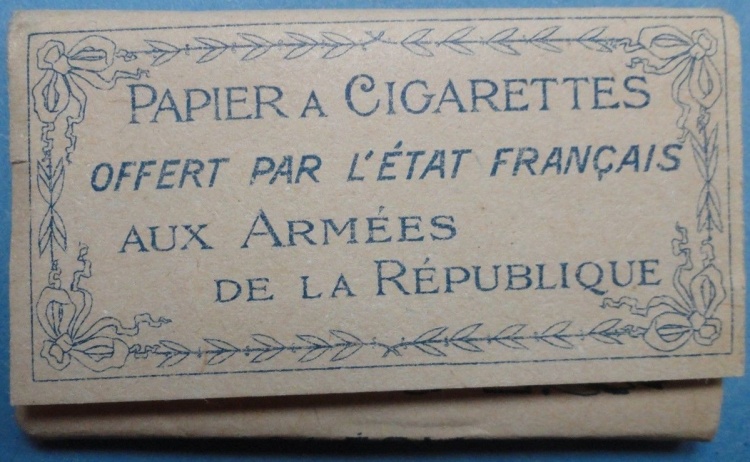 PAPIER A CIGARETTES
OFFERT PAR L'ÉTAT FRANÇAIS
AUX ARMÉES
DE LA RÉPUBLIQUE